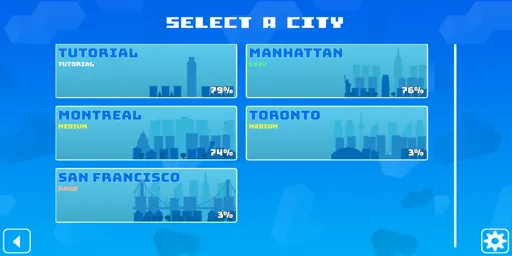 SELECT A CITY
TUTORIAL
TUTORIAL
79%
MANHATTAN
EASY
76%
MONTREAL
MEDIUM
74%
TORONTO
MEDIUM
3%
SAN FRANCISCO
HARD
3%